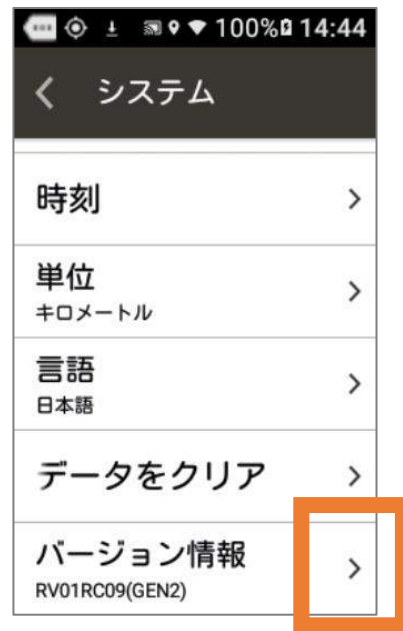 100% 14:44
システム
時刻
単位
キロメートル
言語
日本語
データをクリア
バージョン情報
RV01RC09(GEN2)